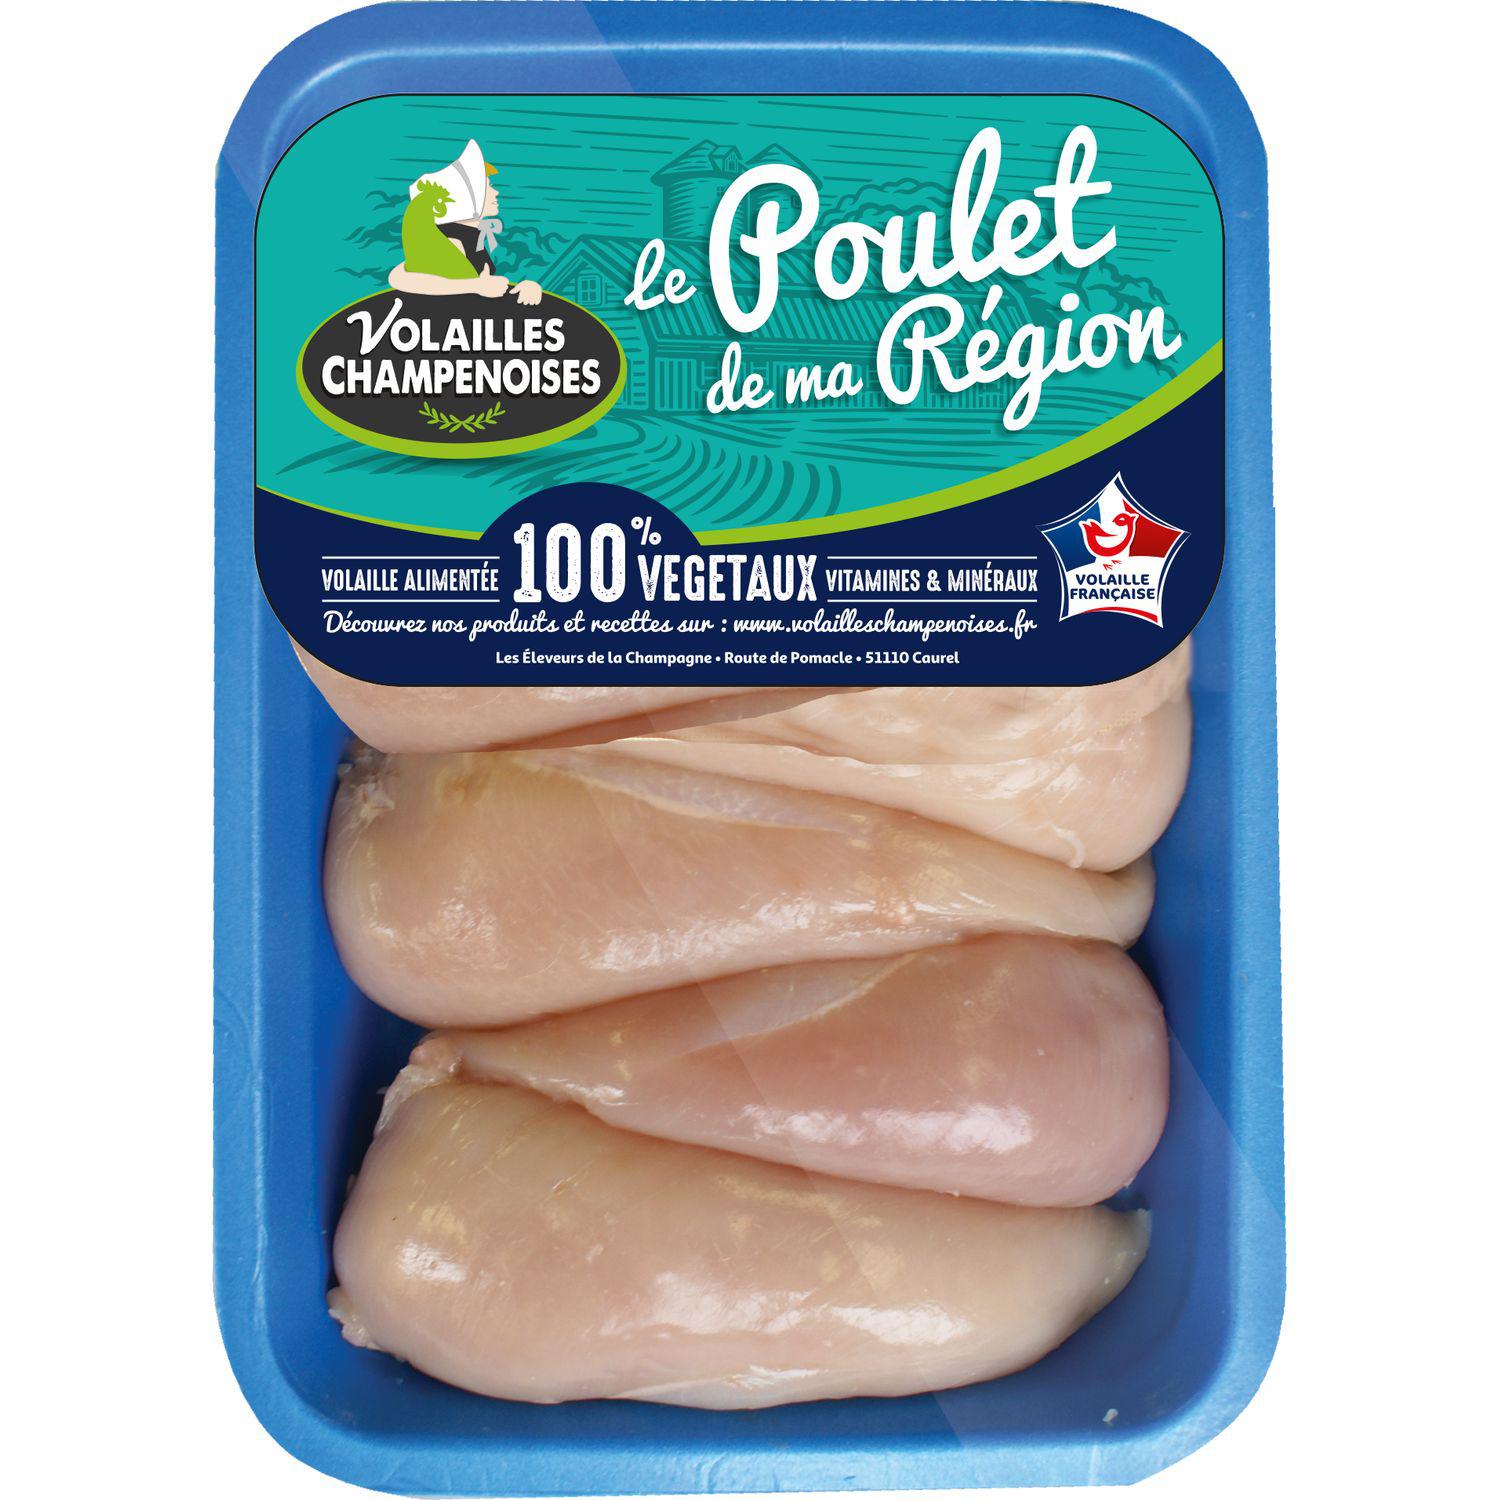 le Poulet
de ma Région
VOLAILLES
CHAMPENOISES
VOLAILLE ALIMENTÉE 100% VEGETAUX VITAMINES & MINÉRAUX
Découvrez nos produits et recettes sur : www.volailleschampenoises.fr
Les Éleveurs de la Champagne • Route de Pomacle • 51110 Caurel
VOLAILLE
FRANÇAISE